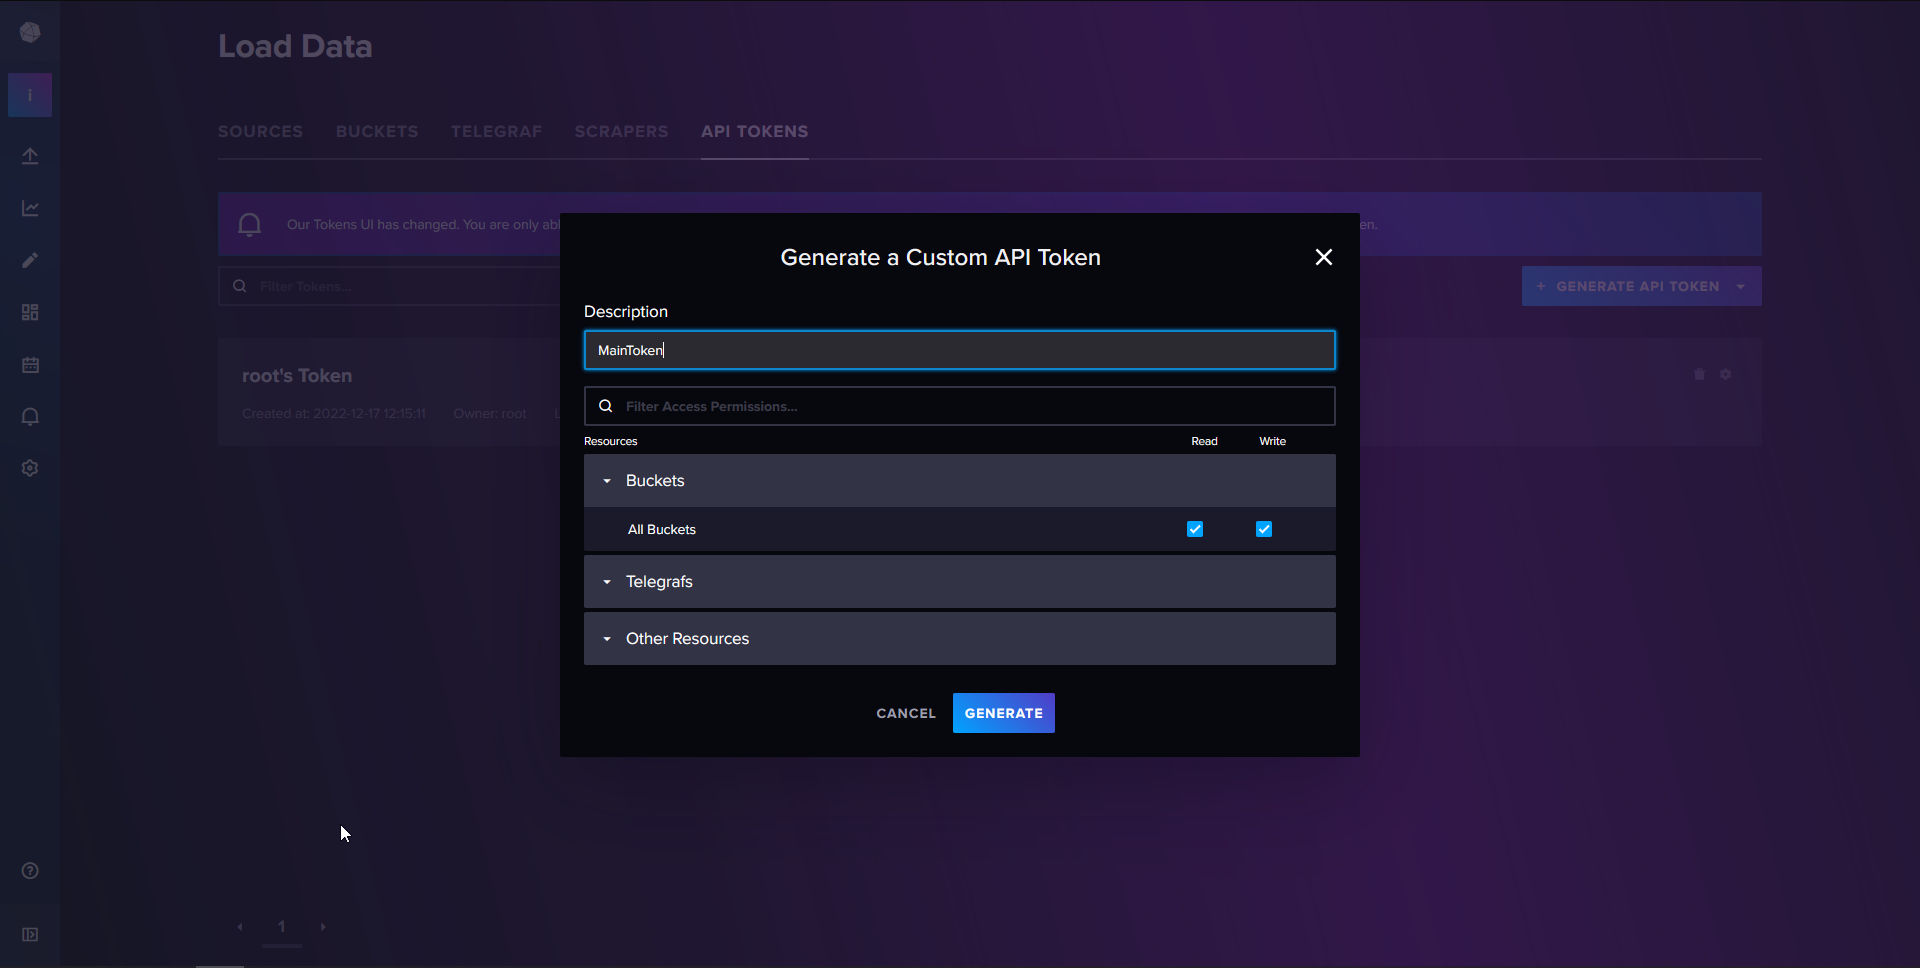 Load Data
i
SOURCES BUCKETS TELEGRAF SCRAPERS API TOKENS
Our Tokens UI has changed. You are only abl
en.
Filter Tokens...
+ GENERATE API TOKEN
root's Token
Created at: 2022-12-17 12:15:11 Owner: root L
Generate a Custom API Token
Description
MainToken
Filter Access Permissions...
Resources Read Write
Buckets
All Buckets
Telegrafs
Other Resources
CANCEL GENERATE
1